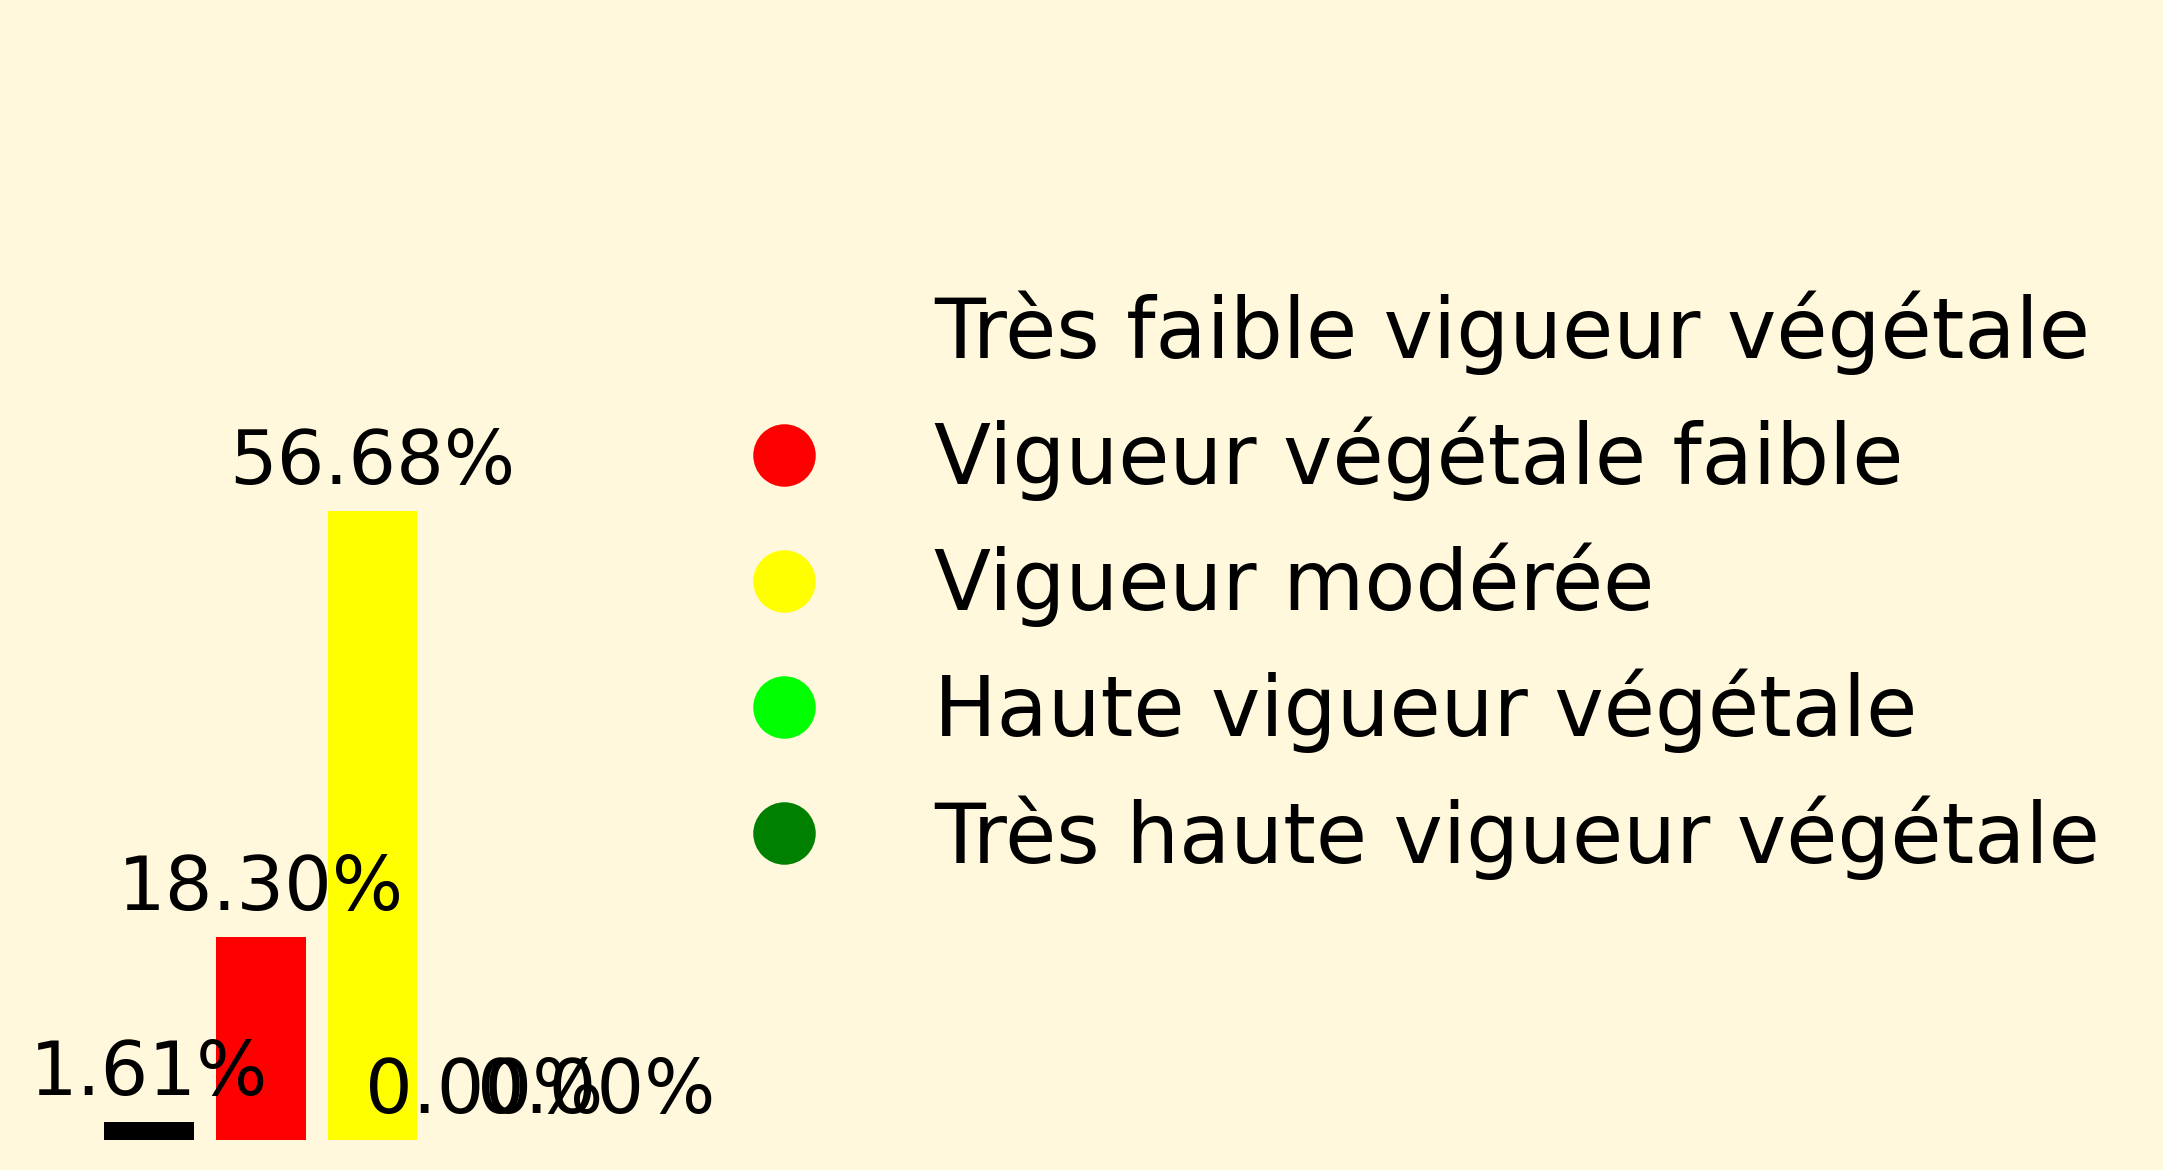 Très faible vigueur végétale
Vigueur végétale faible
56.68%
Vigueur modérée
Haute vigueur végétale
Très haute vigueur végétale
18.30%
1.61%
0.00%
0.00%